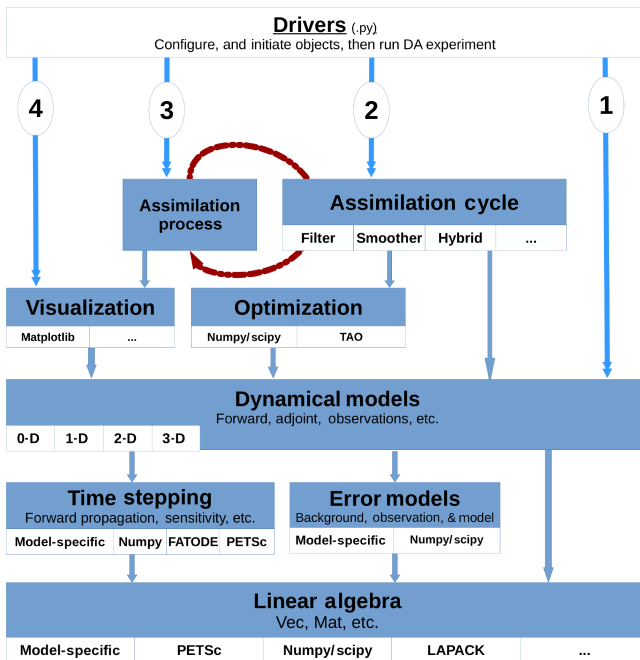 Drivers (.py)
Configure, and initiate objects, then run DA experiment
4
3
2
1
Assimilation
process
Assimilation cycle
Filter Smoother Hybrid ...
Visualization
Matplotlib ...
Optimization
Numpy/scipy TAO
Dynamical models
Forward, adjoint, observations, etc.
0-D 1-D 2-D 3-D
Time stepping
Forward propagation, sensitivity, etc.
Model-specific Numpy FATODE PETSc
Error models
Background, observation, & model
Model-specific Numpy/scipy
Linear algebra
Vec, Mat, etc.
Model-specific PETSc Numpy/scipy LAPACK ...